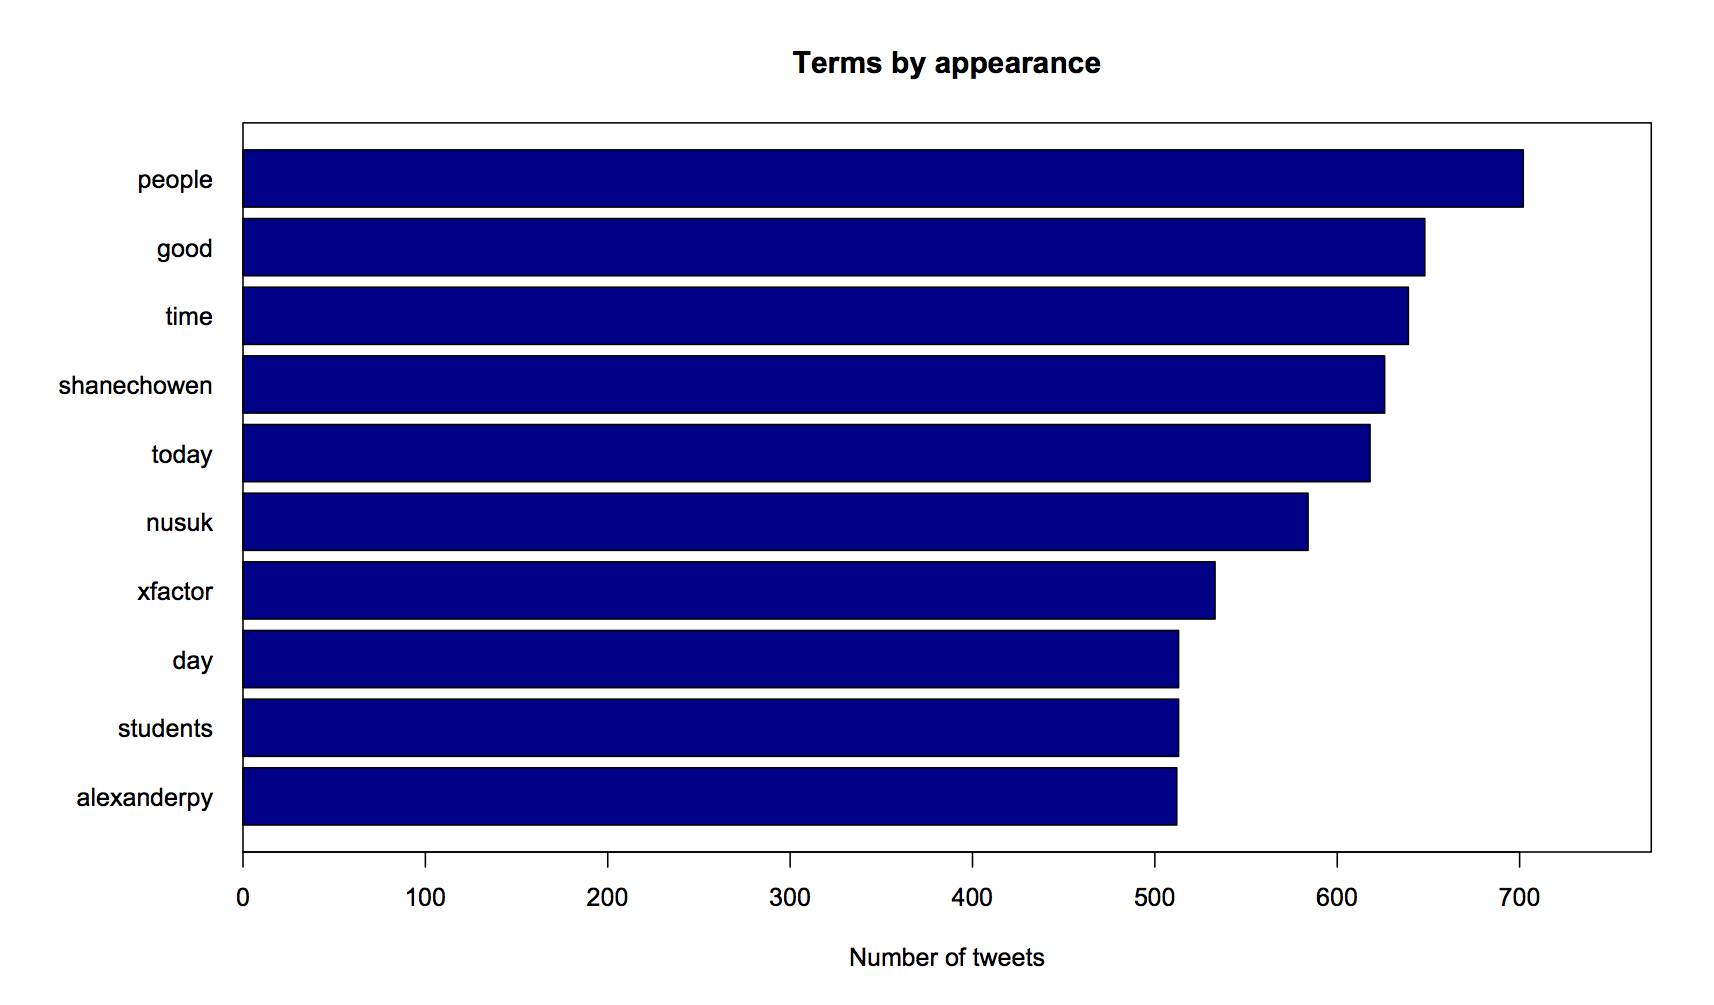 Terms by appearance
people
good
time
shanechowen
today
nusuk
xfactor
day
students
alexanderpy
0 100 200 300 400 500 600 700
Number of tweets